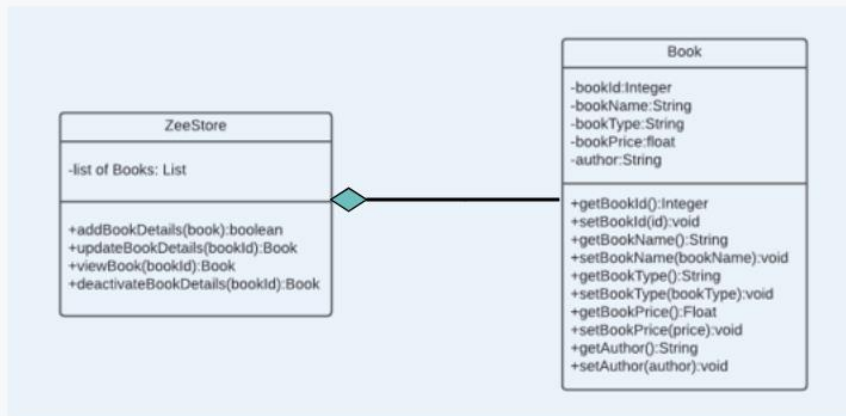 ZeeStore
-list of Books: List
+addBookDetails(book):boolean
+updateBookDetails(bookId):Book
+viewBook(bookId):Book
+deactivateBookDetails(bookId):Book
Book
-bookId:Integer
-bookName:String
-bookType:String
-bookPrice:float
-author:String
+getBookId():Integer
+setBookId(id):void
+getBookName():String
+setBookName(bookName):void
+getBookType():String
+setBookType(bookType):void
+getBookPrice():Float
+setBookPrice(price):void
+getAuthor():String
+setAuthor(author):void